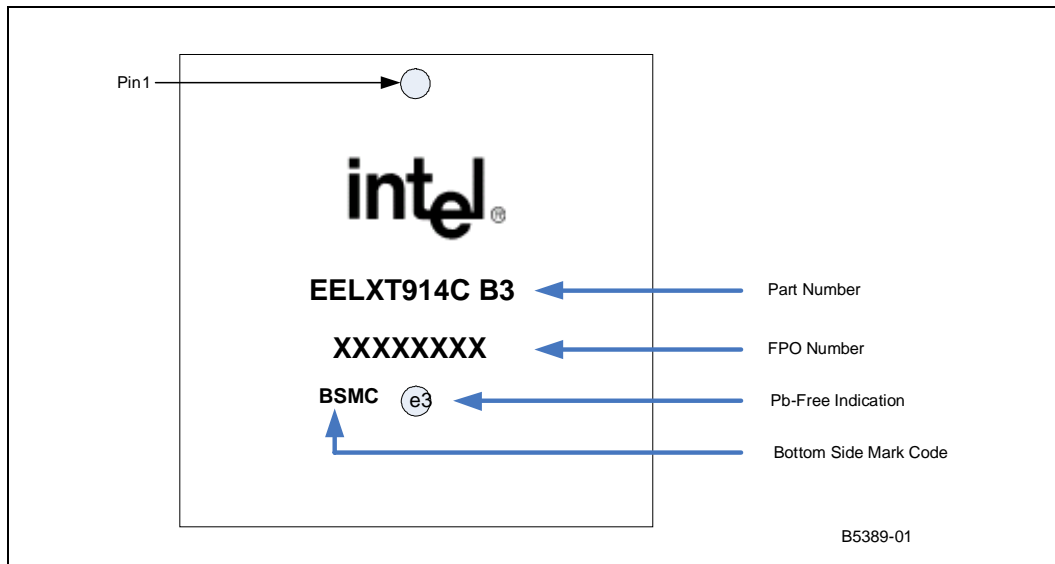 Pin1
intel®
EELXT914C B3
Part Number
XXXXXXXX
FPO Number
BSMC
e3
Pb-Free Indication
Bottom Side Mark Code
B5389-01